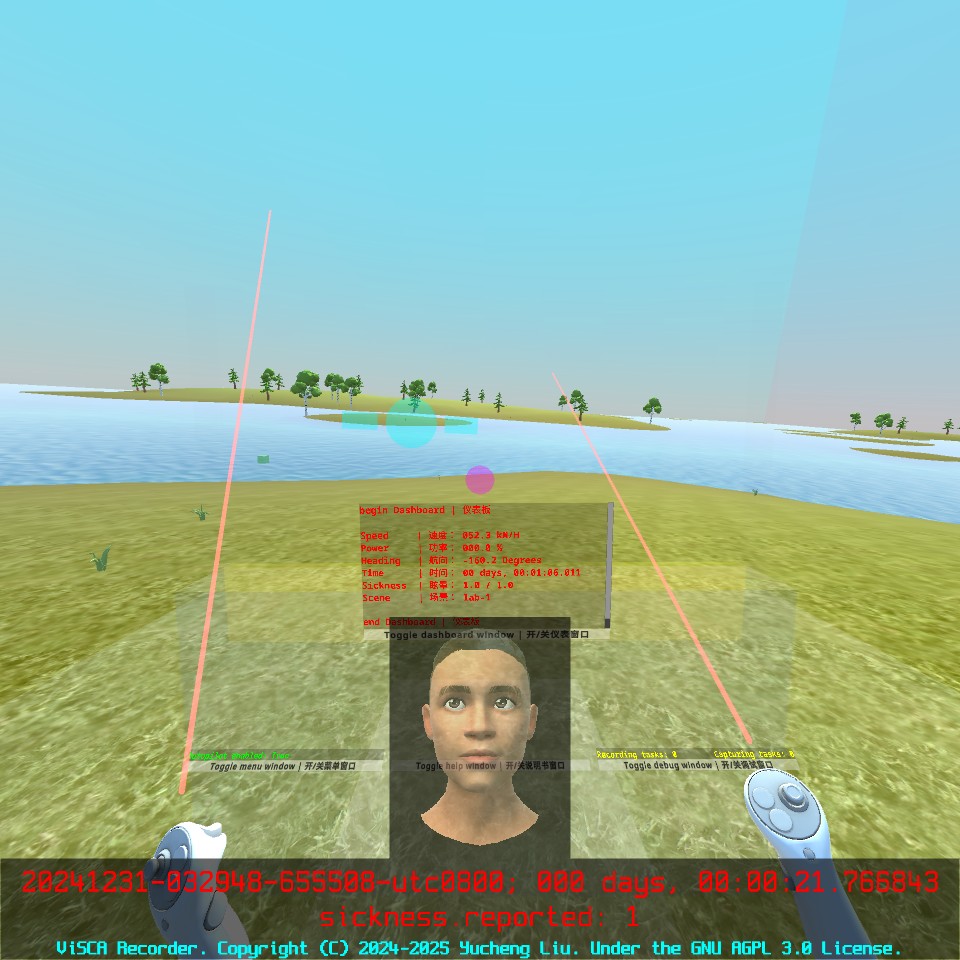 begin Dashboard | 仪表板
Speed | 速度： 052.3 kN/H
Power | 功率： 000.0 %
Heading | 航向： -160.2 Degrees
Time | 时间： 00 days, 00:01:06.011
Sickness | 眩晕： 1.0 / 1.0
Scene | 场景： lab-1
end Dashboard | 仪表板
Toggle dashboard window | 开/关仪表窗口
Recording tasks: 0 Capturing tasks: 0
Toggle menu window | 开/关菜单窗口
Toggle help window | 开/关说明书窗口
Toggle debug window | 开/关调试窗口
20241231-032948-655508-utc0800; 000 days, 00:00:21.766843
sickness.reported: 1
ViSCA Recorder. Copyright (C) 2024-2025 Yucheng Liu. Under the GNU AGPL 3.0 License.